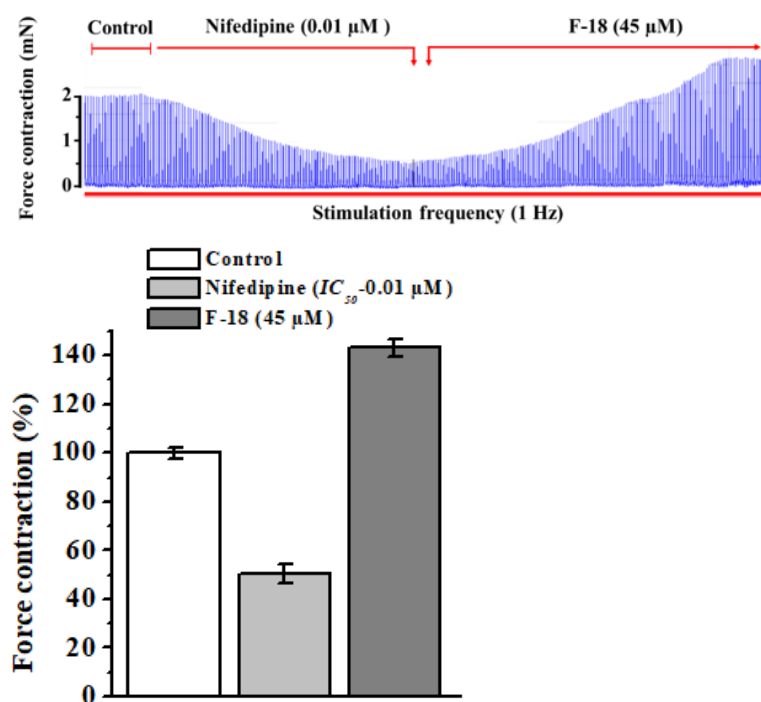 Control Nifedipine (0.01 µM ) F-18 (45 µM)
Force contraction (mN)
2
1
0
Stimulation frequency (1 Hz)
Control
Nifedipine (IC50-0.01 µM)
F-18 (45 µM)
Force contraction (%)
140
120
100
80
60
40
20
0